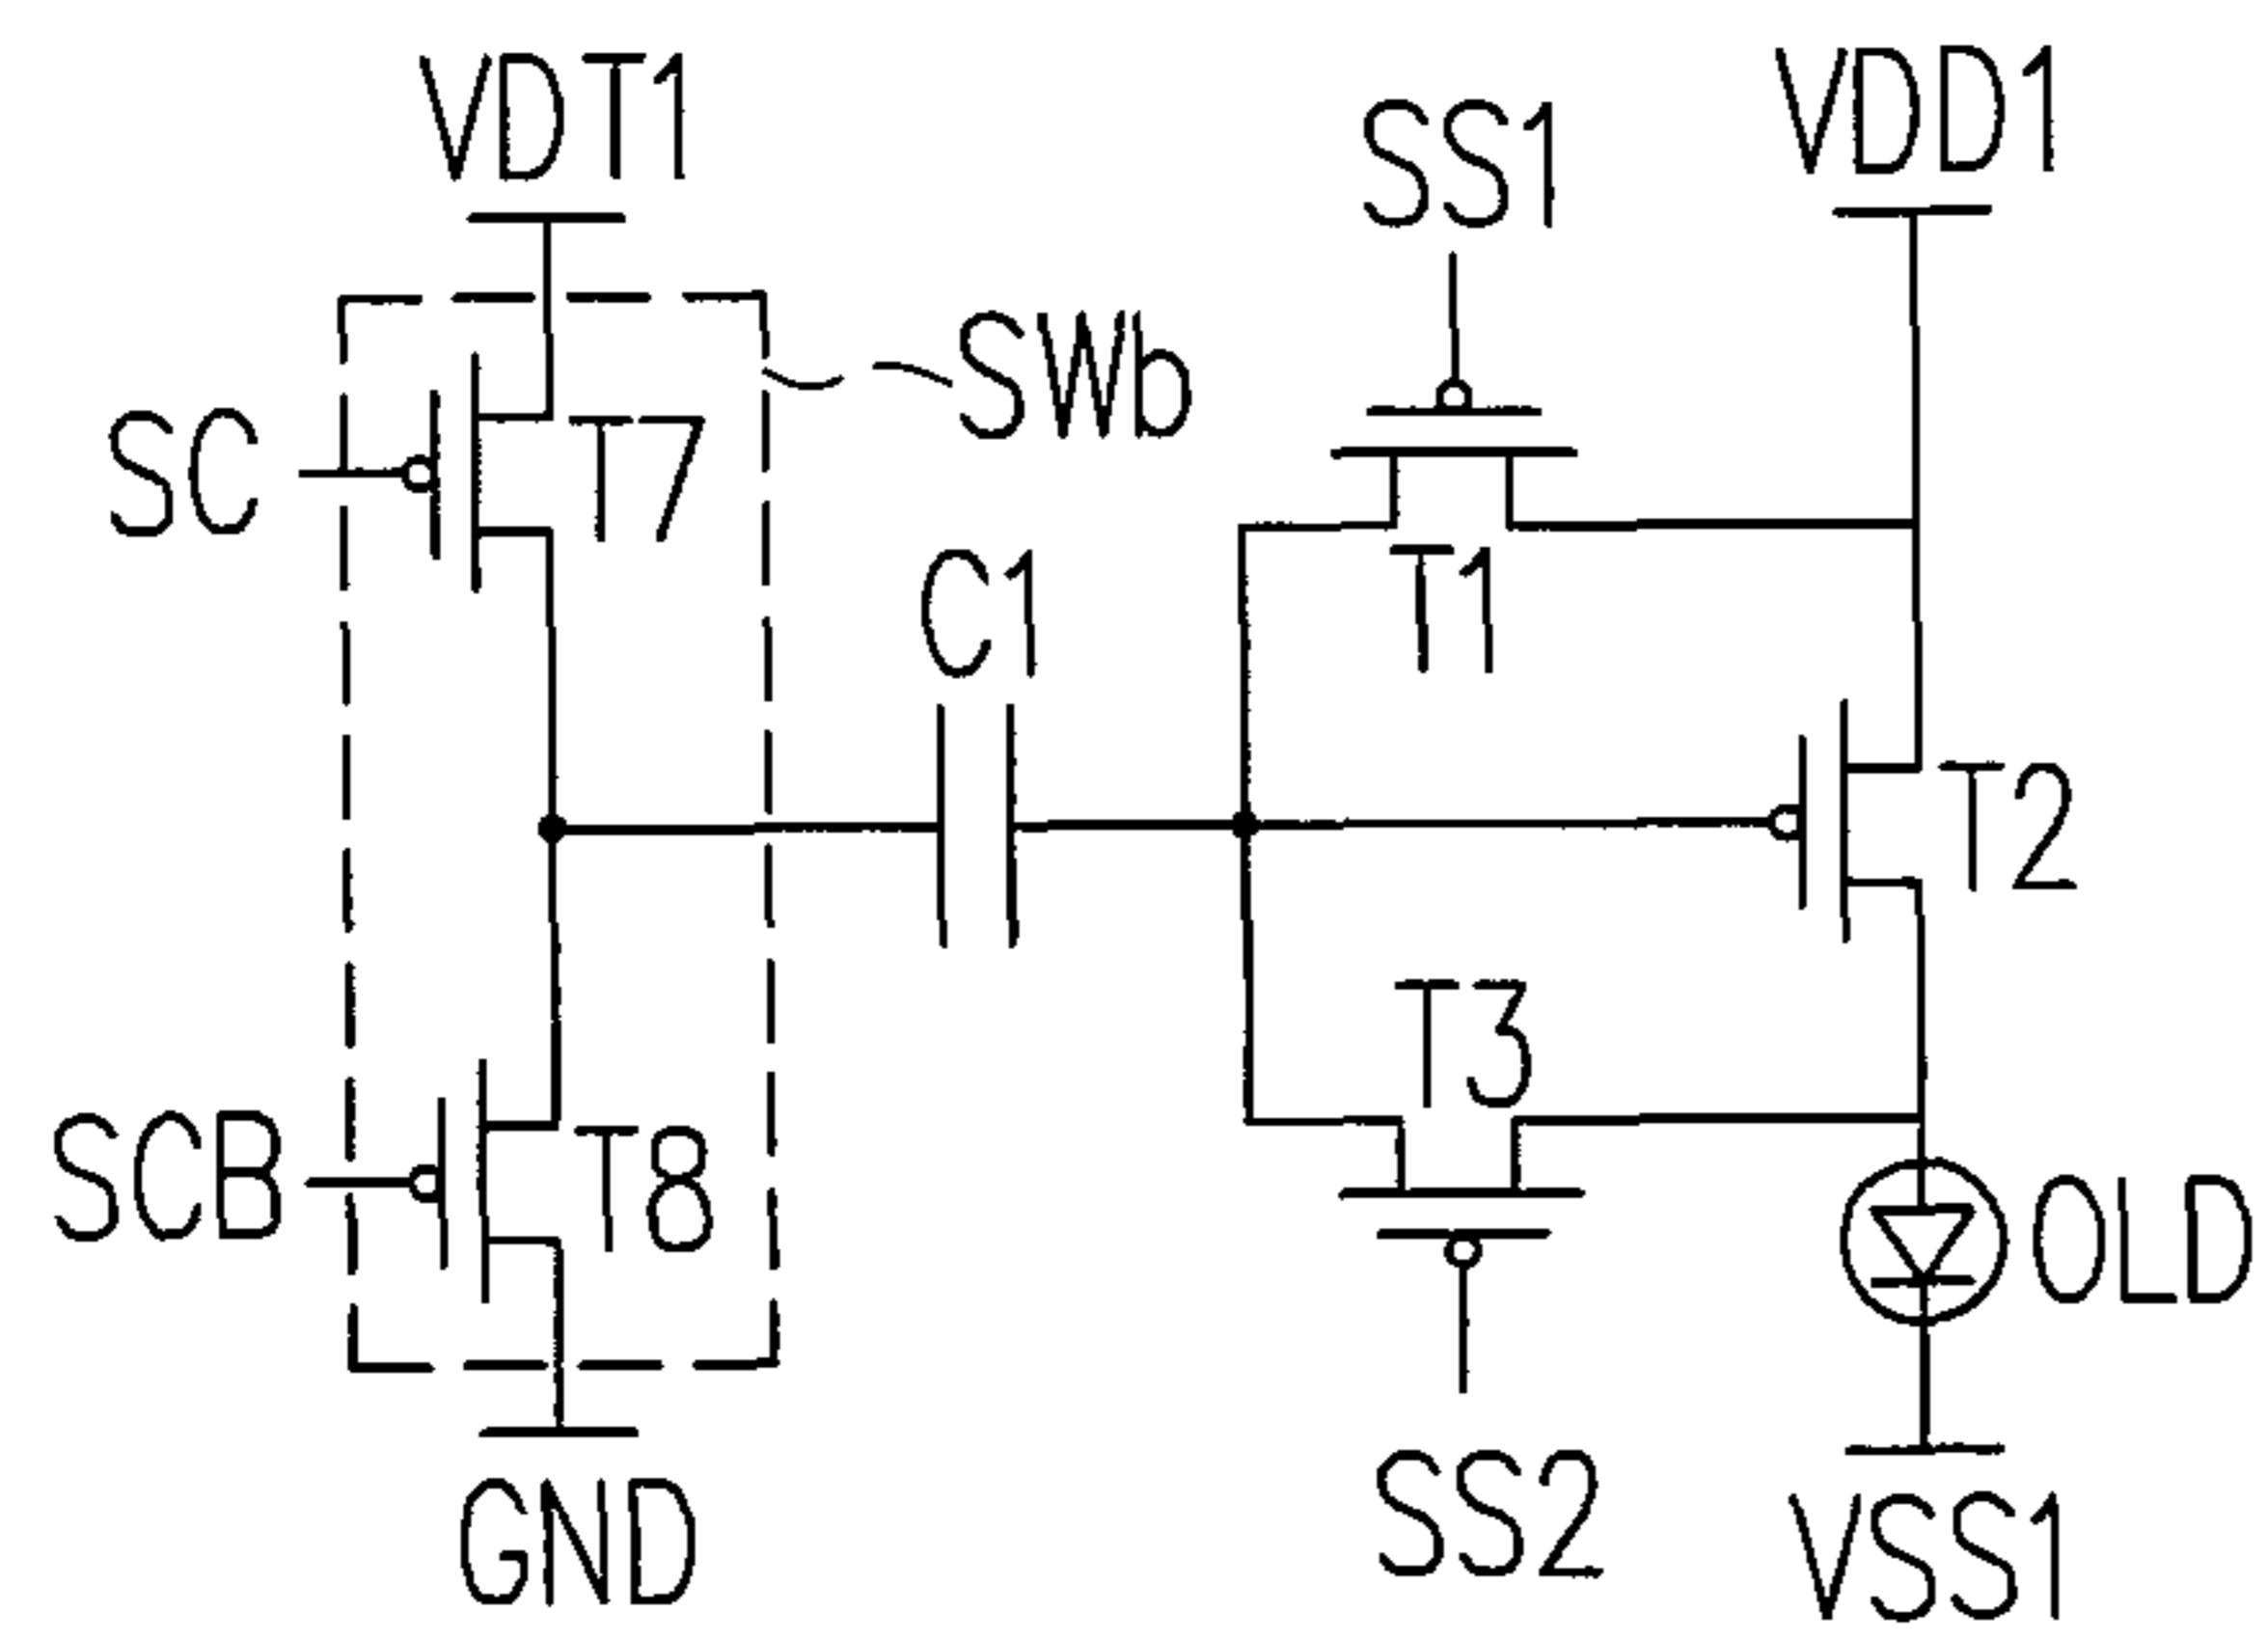 VDT1
VDD1
SS1
SWb
SC
T7
C1
T1
T2
T3
SCB
T8
OLD
GND
SS2
VSS1